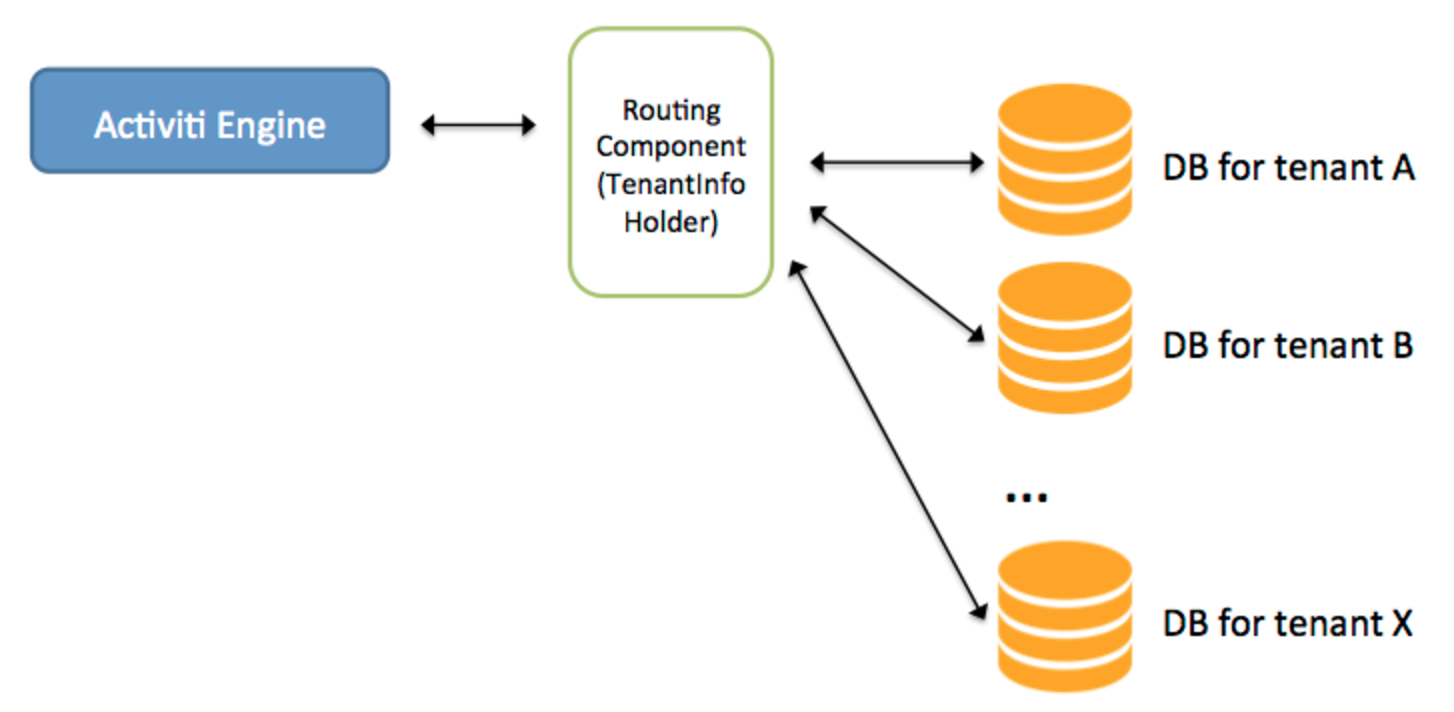 Activiti Engine
Routing
Component
(TenantInfo
Holder)
DB for tenant A
DB for tenant B
...
DB for tenant X